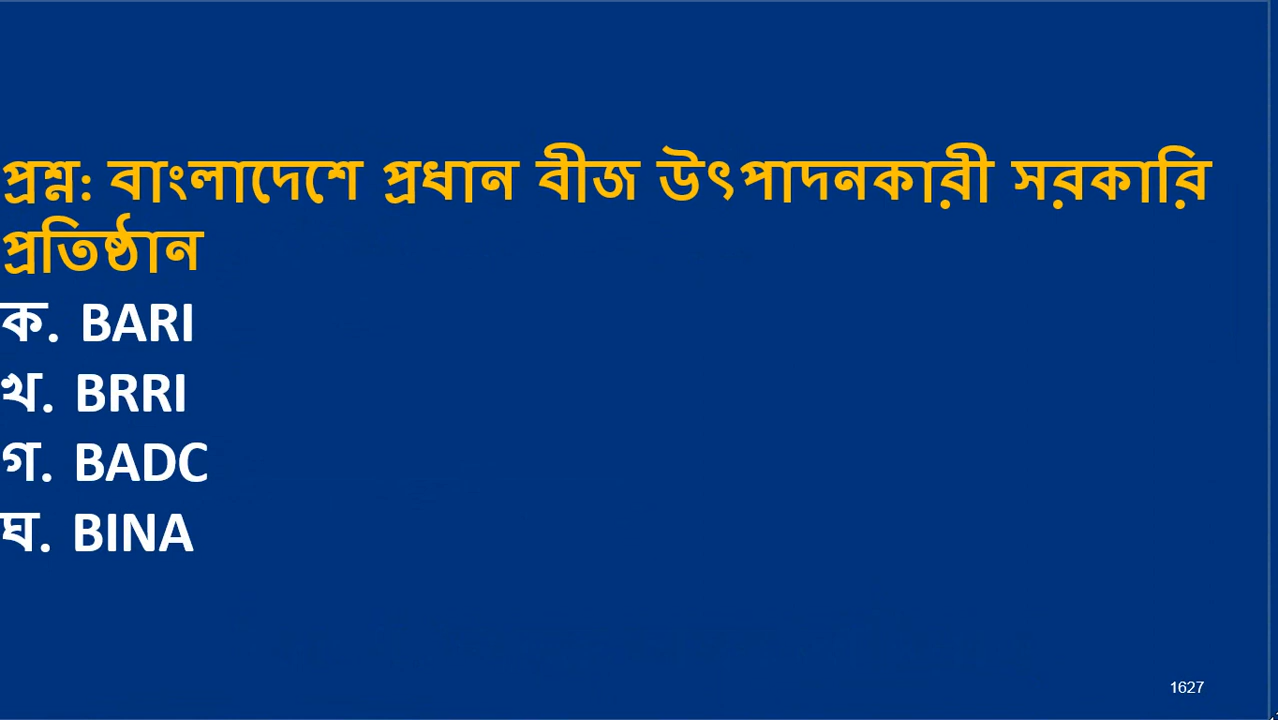 প্রশ্ন: বাংলাদেশে প্রধান বীজ উৎপাদনকারী সরকারি
প্রতিষ্ঠান
ক. BARI
খ. BRRI
গ. BADC
ঘ. BINA
1627